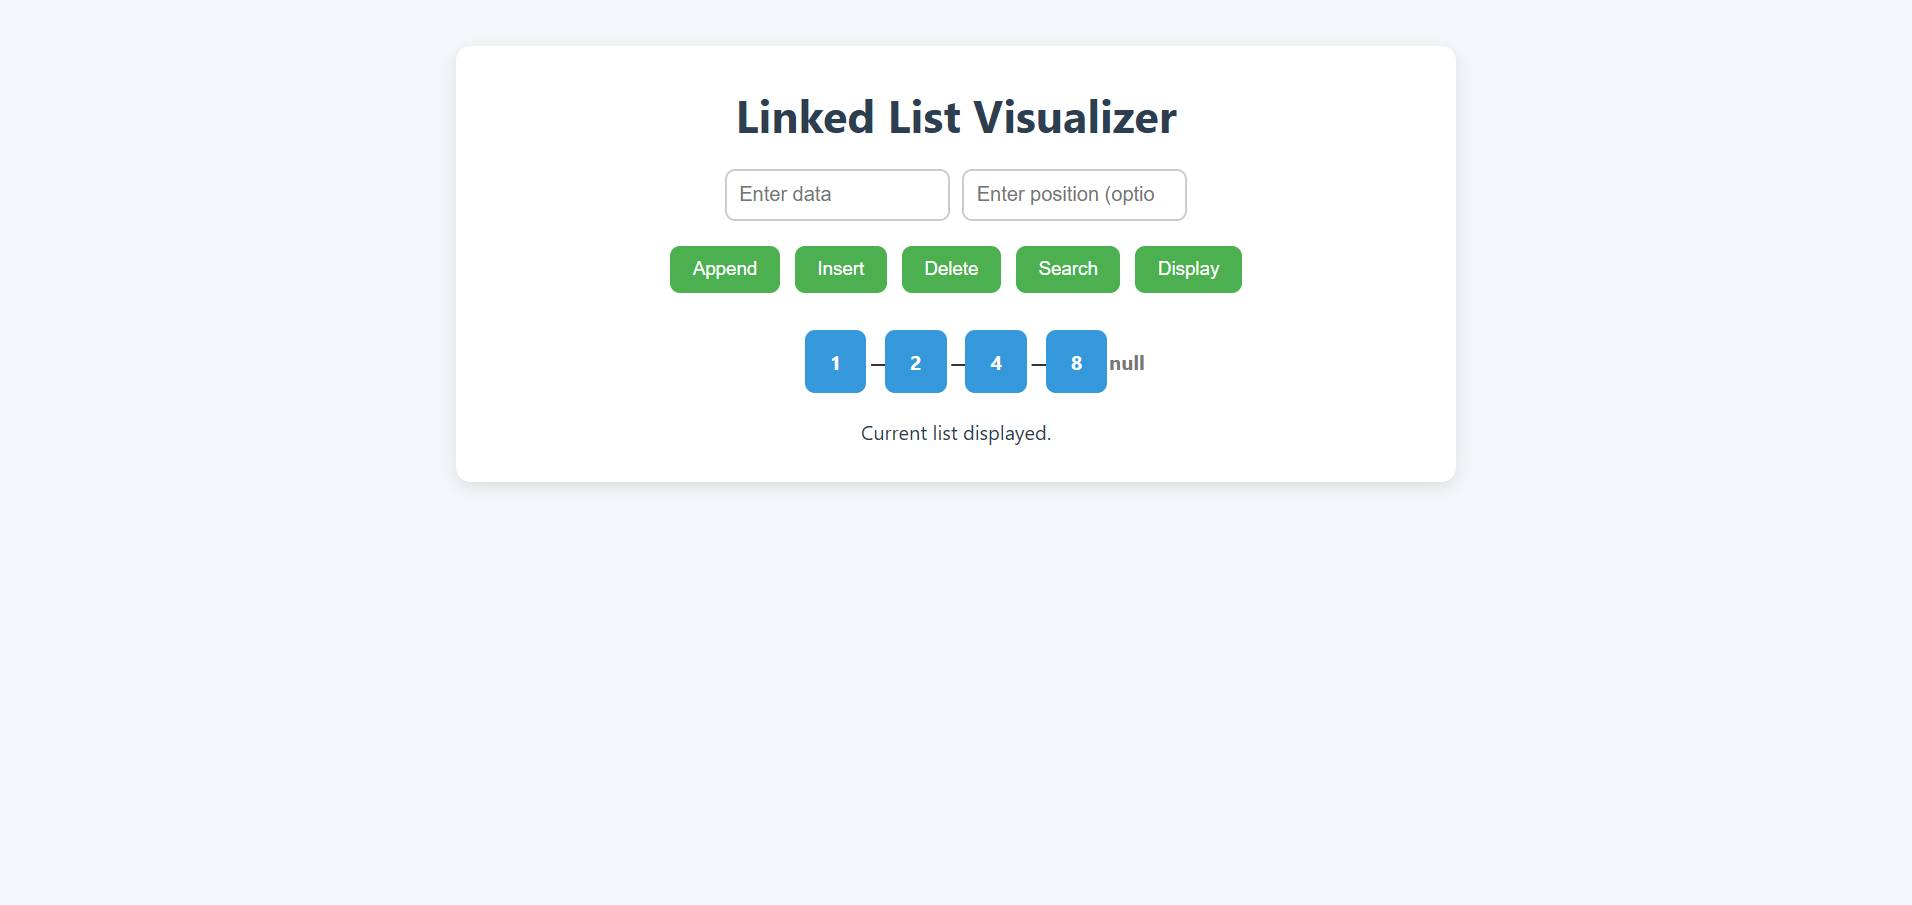 Linked List Visualizer
Enter data Enter position (optio
Append Insert Delete Search Display
1 2 4 8 null
Current list displayed.